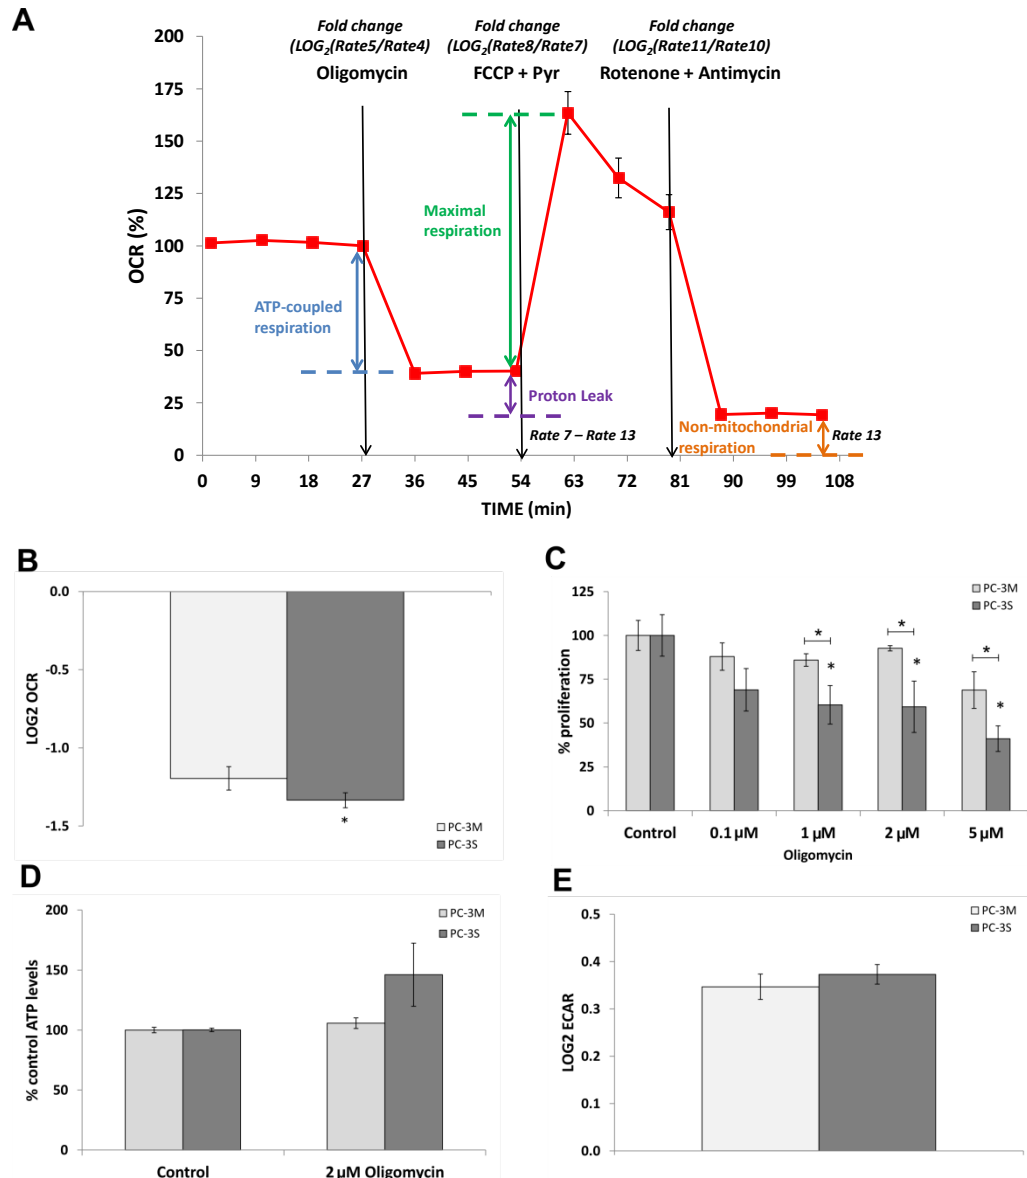 A
Fold change
(LOG2(Rate5/Rate4)
Oligomycin
Fold change
(LOG2(Rate8/Rate7)
FCCP + Pyr
Fold change
(LOG2(Rate11/Rate10)
Rotenone + Antimycin
OCR (%)
200
175
150
125
100
75
50
25
0
Maximal
respiration
ATP-coupled
respiration
Proton Leak
Rate 7 – Rate 13
Non-mitochondrial
respiration
Rate 13
0 9 18 27 36 45 54 63 72 81 90 99 108
TIME (min)
B
LOG2 OCR
0.0
-0.5
-1.0
-1.5
*
PC-3M
PC-3S
C
% proliferation
125
100
75
50
25
0
PC-3M
PC-3S
* * *
* * *
Control 0.1 µM 1 µM 2 µM 5 µM
Oligomycin
D
% control ATP levels
200
150
100
50
0
PC-3M
PC-3S
Control 2 µM Oligomycin
E
LOG2 ECAR
0.5
0.4
0.3
0.2
0.1
0.0
PC-3M
PC-3S